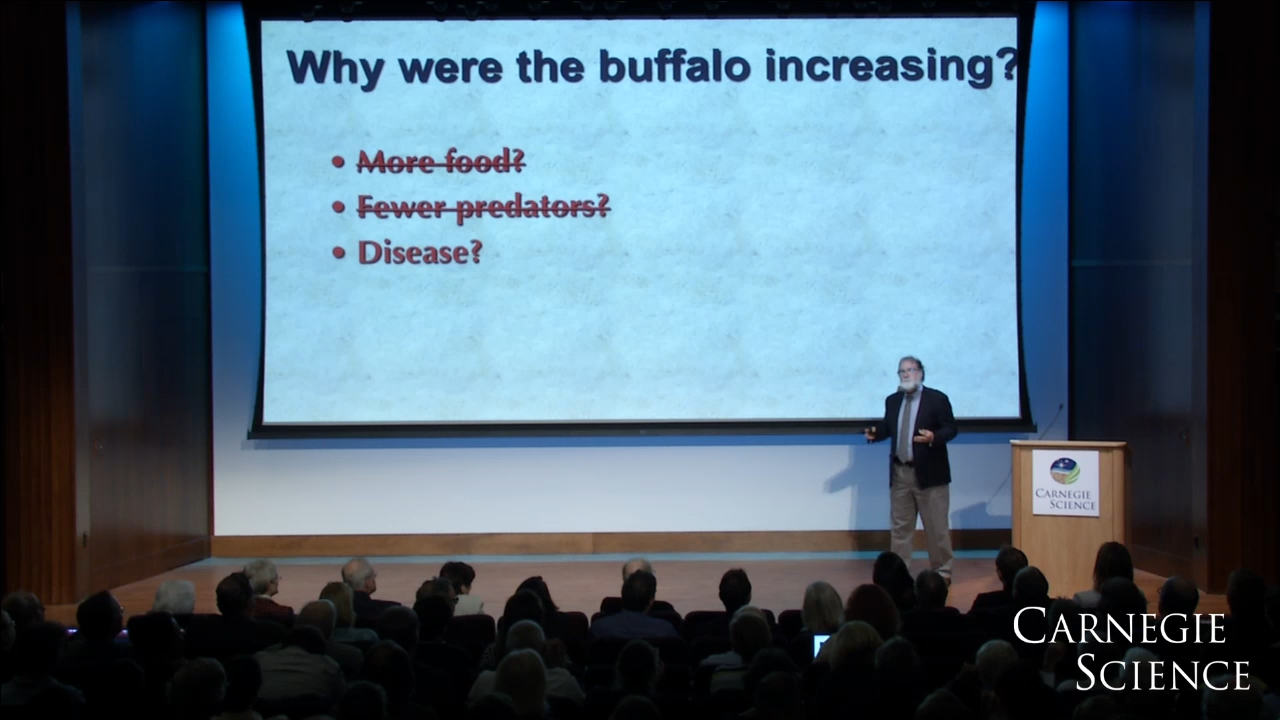 Why were the buffalo increasing?
• More food?
• Fewer predators?
• Disease?
CARNEGIE
SCIENCE
CARNEGIE
SCIENCE